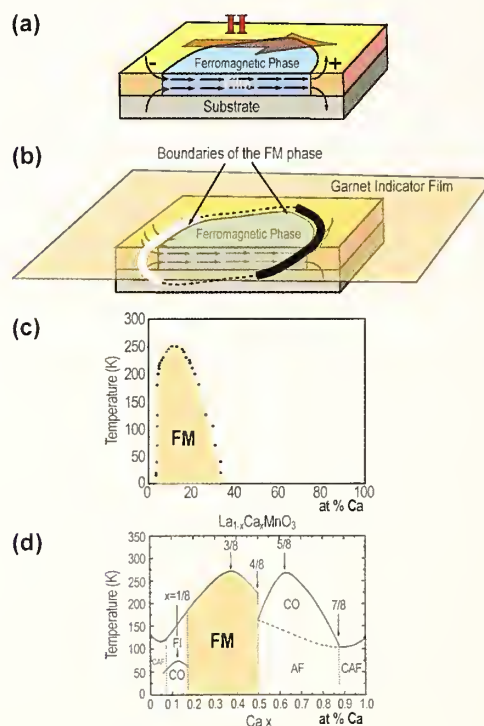 (a)
H
-
+
Ferromagnetic Phase
Film
Substrate
(b)
Boundaries of the FM phase
Garnet Indicator Film
Ferromagnetic Phase
(c)
Temperature (K)
300
250
200
150
100
50
0
FM
0 20 40 60 80 100
at % Ca
La1-xCaxMnO3
(d)
Temperature (K)
350
300
250
200
150
100
50
0
x=1/8
3/8
4/8
5/8
7/8
CAF
FI
CO
FM
CO
AF
CAF
0 0.1 0.2 0.3 0.4 0.5 0.6 0.7 0.8 0.9 1.0
Ca x
at % Ca